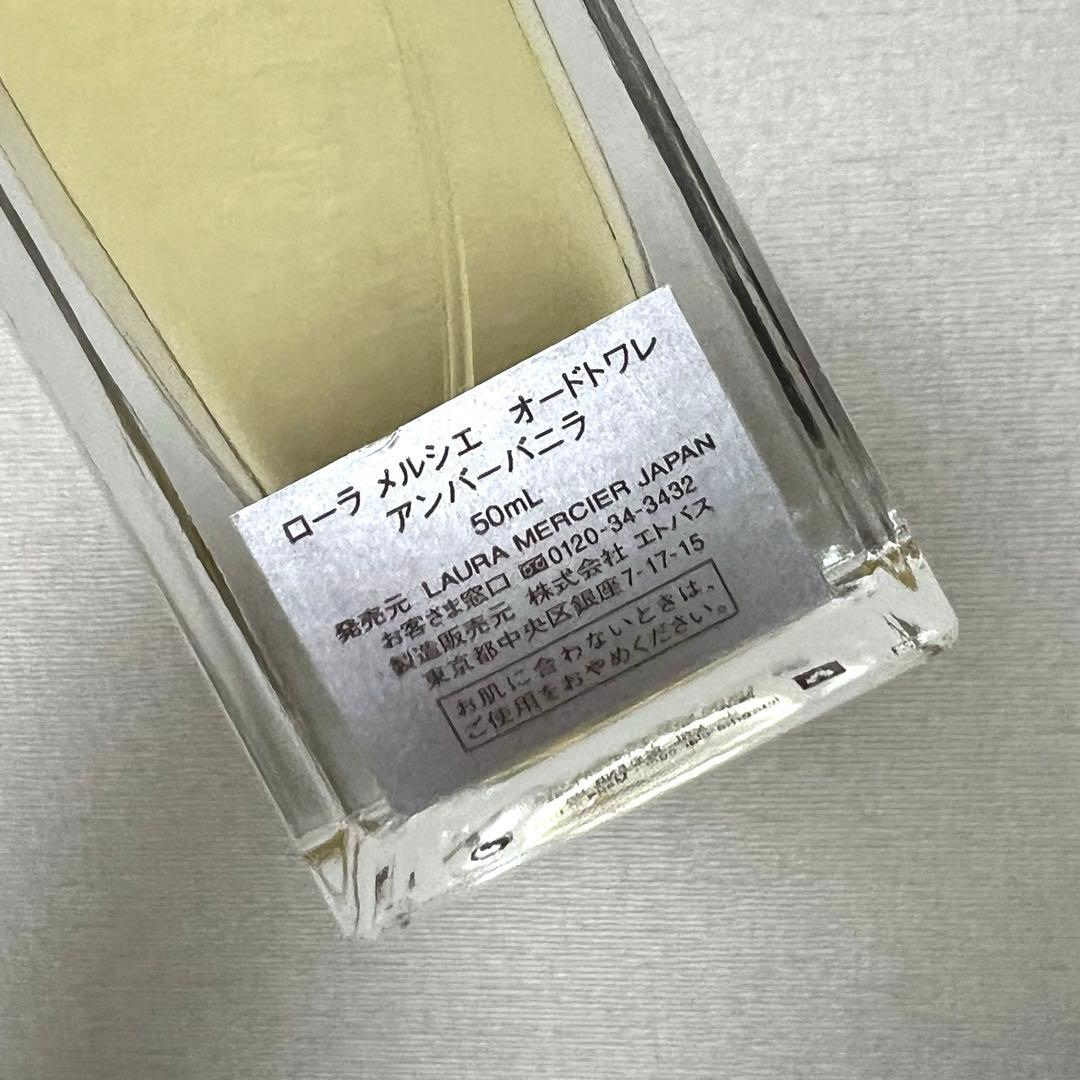 ローラ メルシエ オードトワレ
アンバーバニラ
50mL
発売元 LAURA MERCIER JAPAN
お客さま窓口 0120-34-3432
製造販売元 株式会社 エトバス
東京都中央区銀座7-17-15
お肌に合わないときは、
ご使用をおやめください。